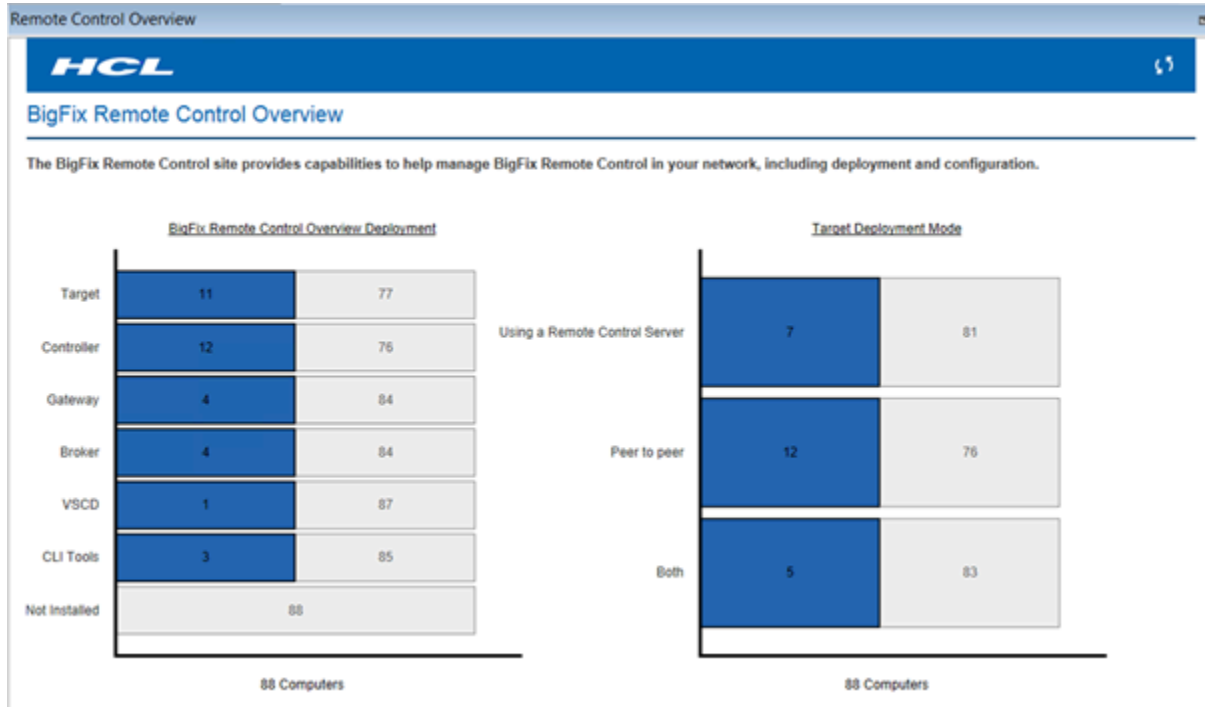 Remote Control Overview
HCL
BigFix Remote Control Overview
The BigFix Remote Control site provides capabilities to help manage BigFix Remote Control in your network, including deployment and configuration.
BigFix Remote Control Overview Deployment
Target 11 77
Controller 12 76
Gateway 4 84
Broker 4 84
VSCD 1 87
CLI Tools 3 85
Not Installed 88
88 Computers
Target Deployment Mode
Using a Remote Control Server 7 81
Peer to peer 12 76
Both 5 83
88 Computers